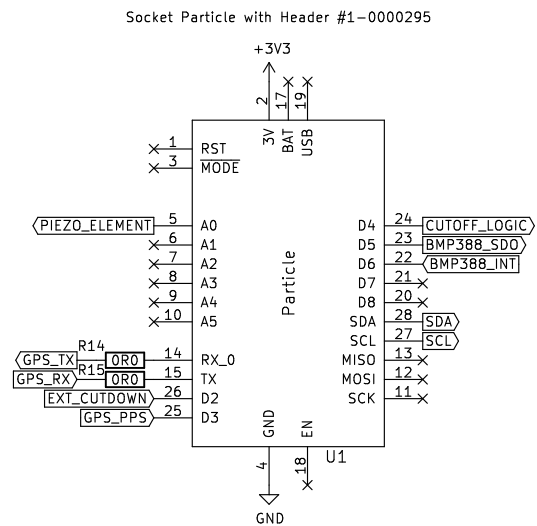 Socket Particle with Header #1-0000295
+3V3
2
17
19
3V
BAT
USB
1 RST
3 MODE
PIEZO_ELEMENT 5 A0 D4 24 CUTOFF_LOGIC
6 A1 D5 23 BMP388_SDO
7 A2 D6 22 BMP388_INT
8 A3 D7 21
9 A4 D8 20
10 A5 SDA 28 SDA
SCL 27 SCL
Particle
R14
GPS_TX 0R0 14 RX_0 MISO 13
R15
GPS_RX 0R0 15 TX MOSI 12
EXT_CUTDOWN 26 D2 SCK 11
GPS_PPS 25 D3
GND
EN
U1
4
18
GND